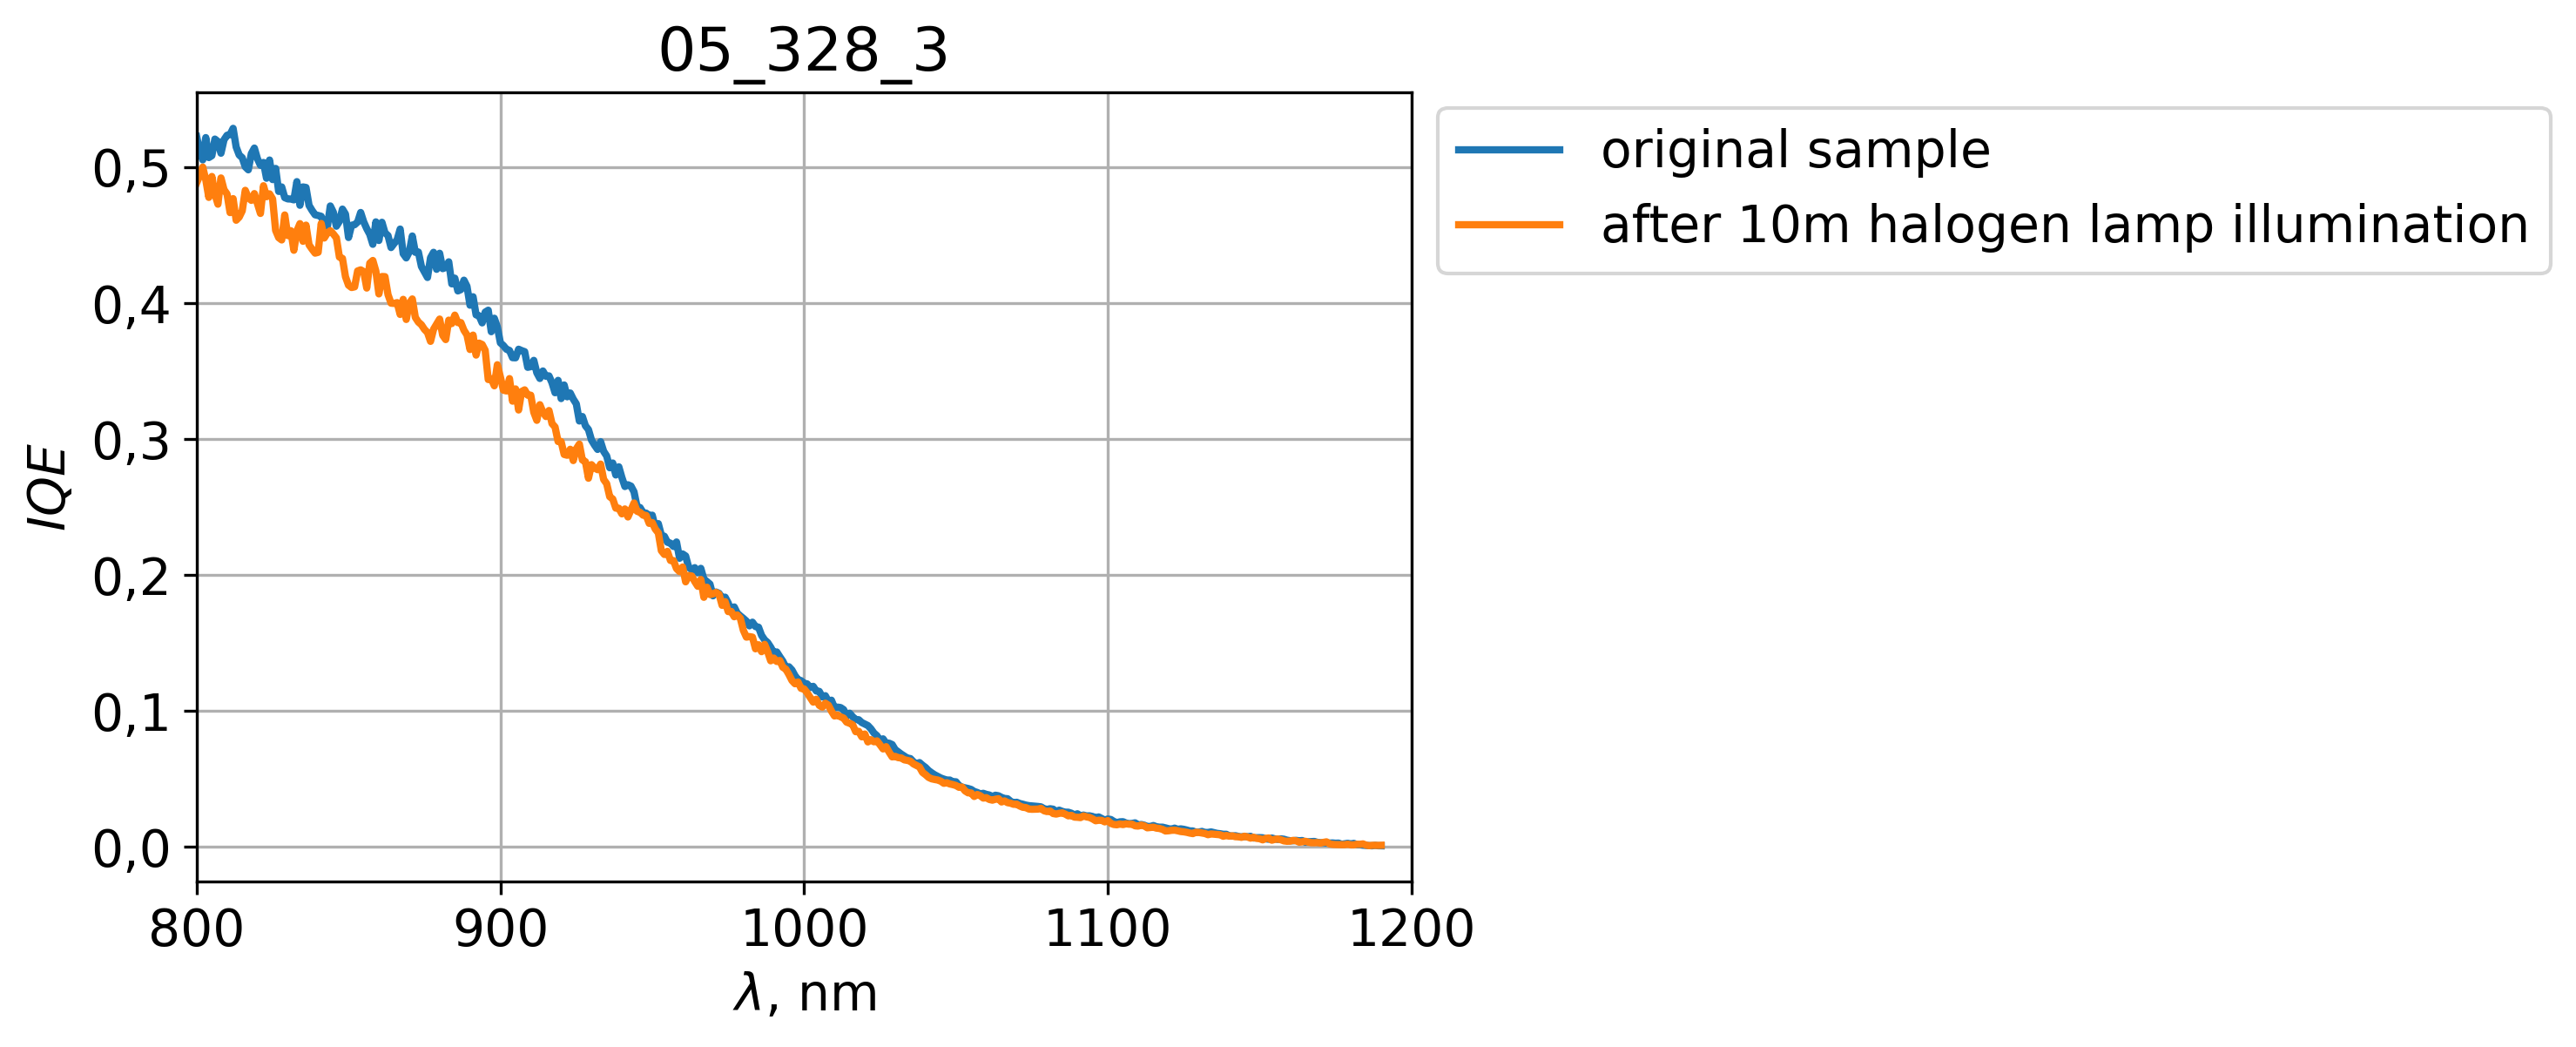 05_328_3
original sample
after 10m halogen lamp illumination
0,5
0,4
0,3
0,2
0,1
0,0
IQE
800 900 1000 1100 1200
λ, nm